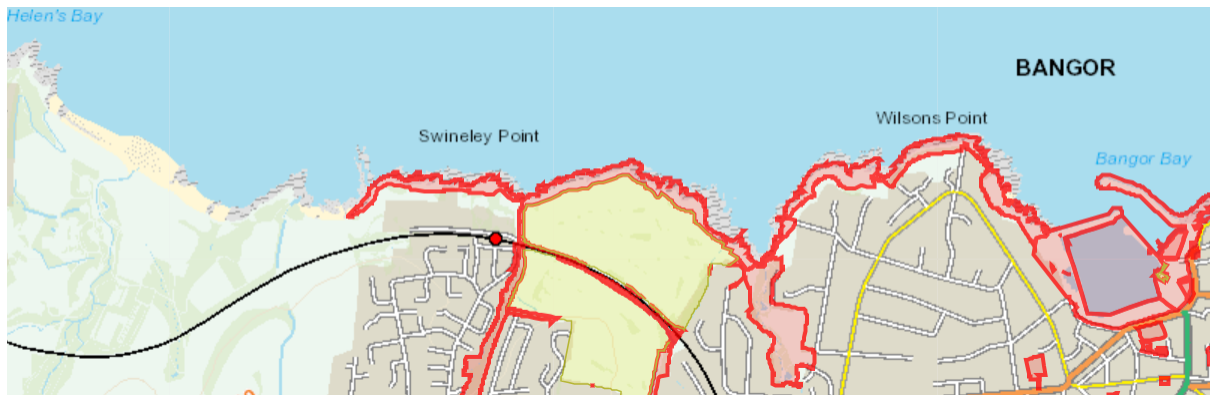 Helen's Bay
BANGOR
Wilsons Point
Swineley Point
Bangor Bay